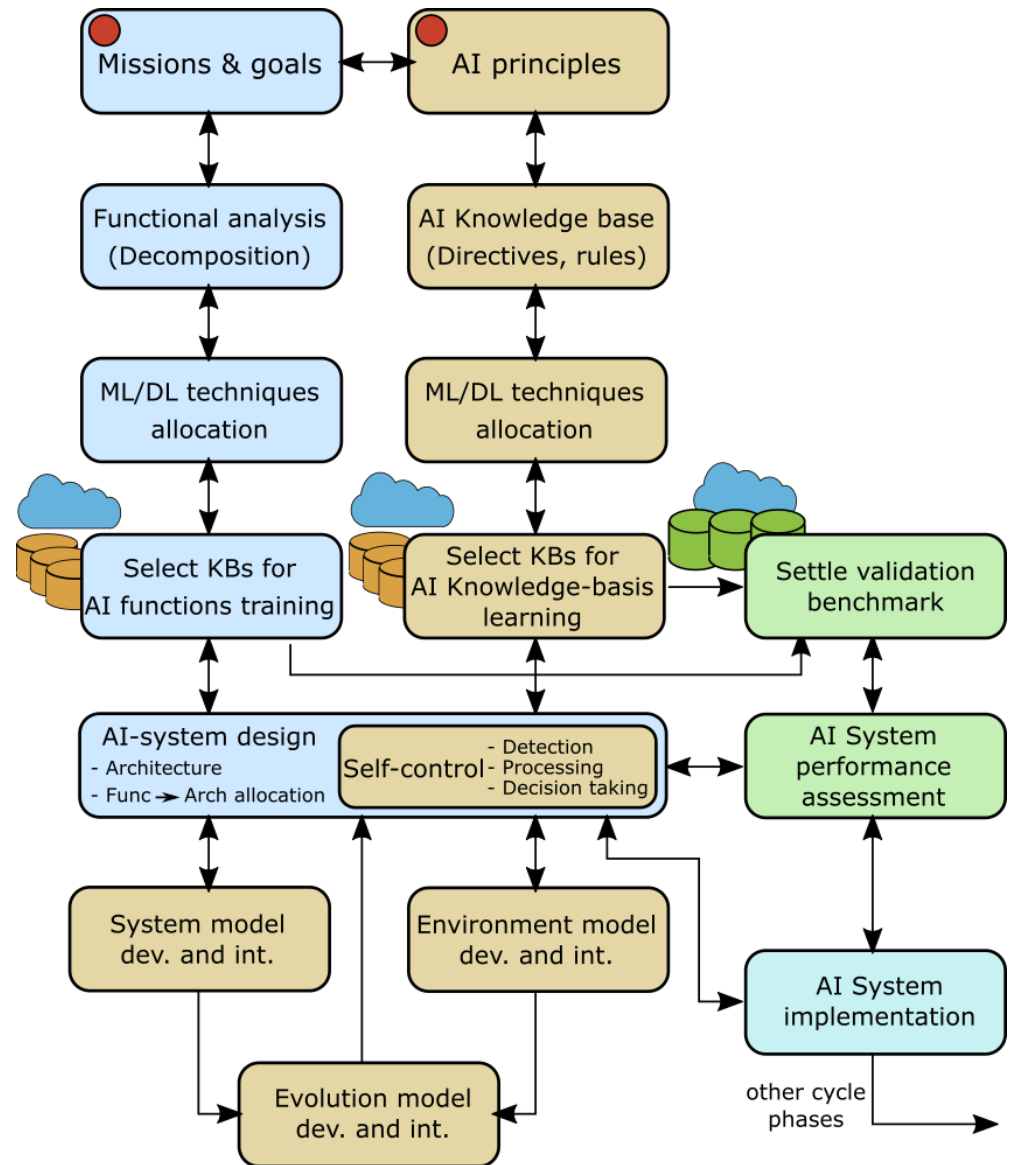 Missions & goals
AI principles
Functional analysis
(Decomposition)
AI Knowledge base
(Directives, rules)
ML/DL techniques
allocation
ML/DL techniques
allocation
Select KBs for
AI functions training
Select KBs for
AI Knowledge-basis
learning
Settle validation
benchmark
AI-system design
- Architecture
- Func → Arch allocation
Self-control
- Detection
- Processing
- Decision taking
AI System
performance
assessment
System model
dev. and int.
Environment model
dev. and int.
AI System
implementation
Evolution model
dev. and int.
other cycle
phases